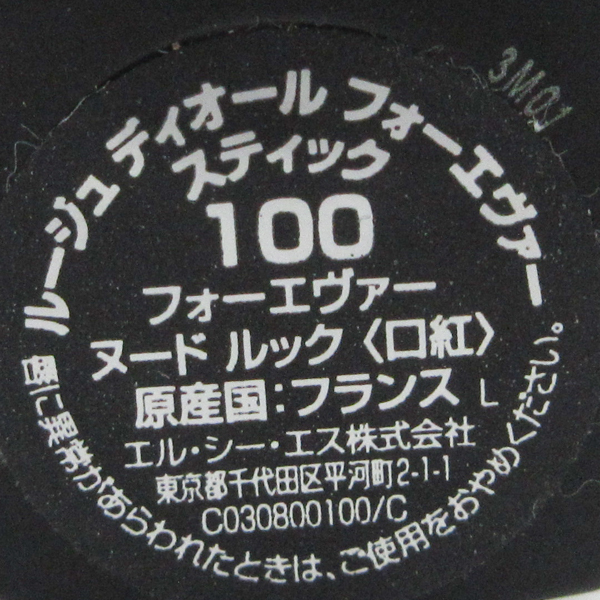 ルージュ ディオール フォーエヴァー
スティック
100
フォーエヴァー
ヌード ルック〈口紅〉
原産国:フランス L
エル・シー・エス株式会社
東京都千代田区平河町2-1-1
C030800100/C
唇に異常があらわれたときは、ご使用をおやめください。
3M01